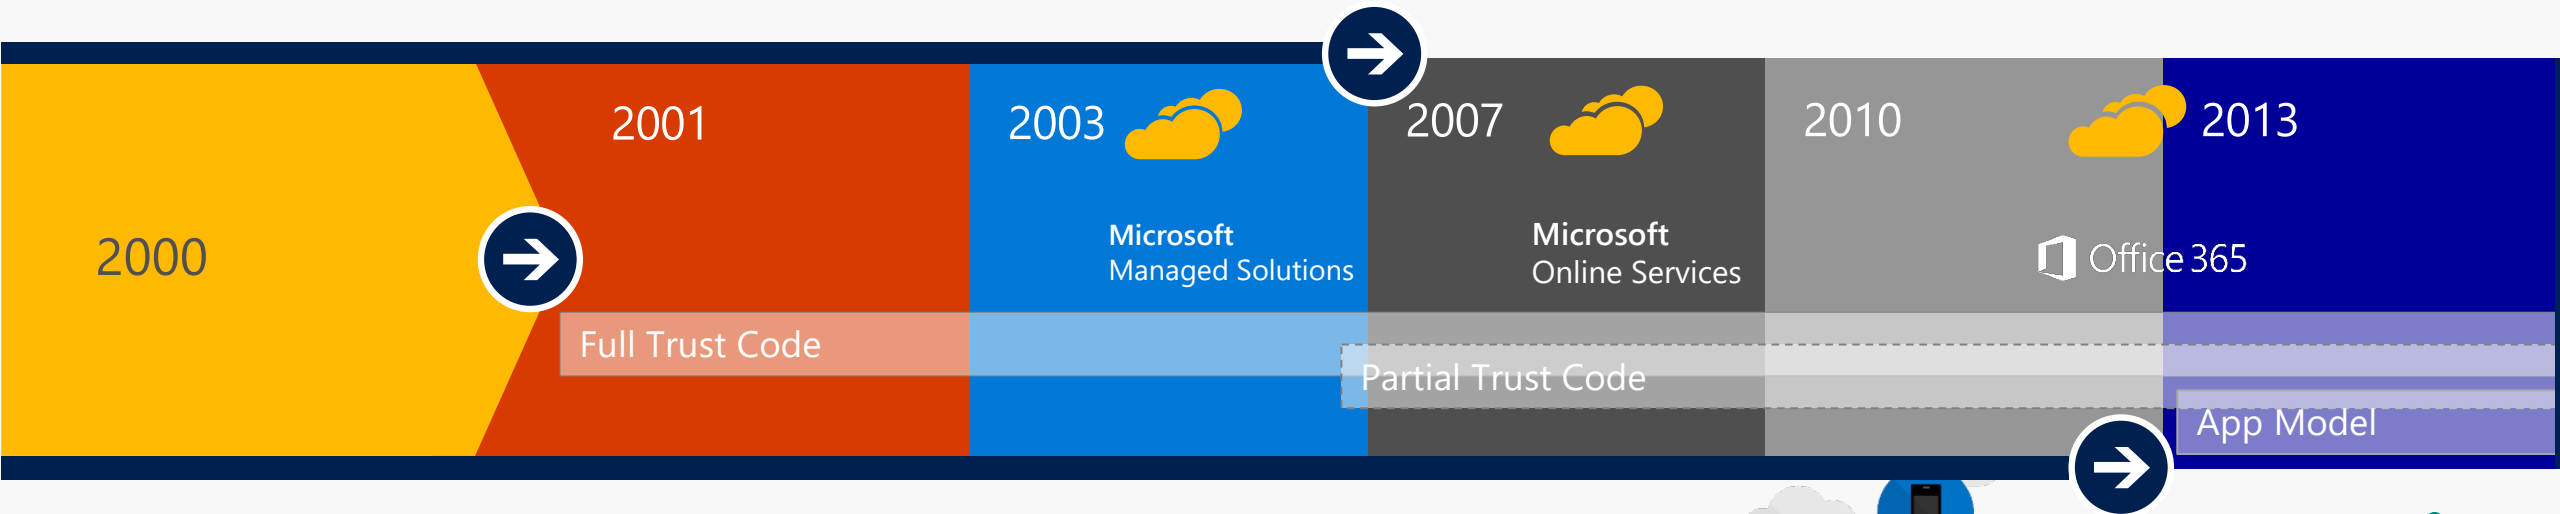 2000
2001
2003
2007
2010
2013
Microsoft
Managed Solutions
Microsoft
Online Services
Office 365
Full Trust Code
Partial Trust Code
App Model